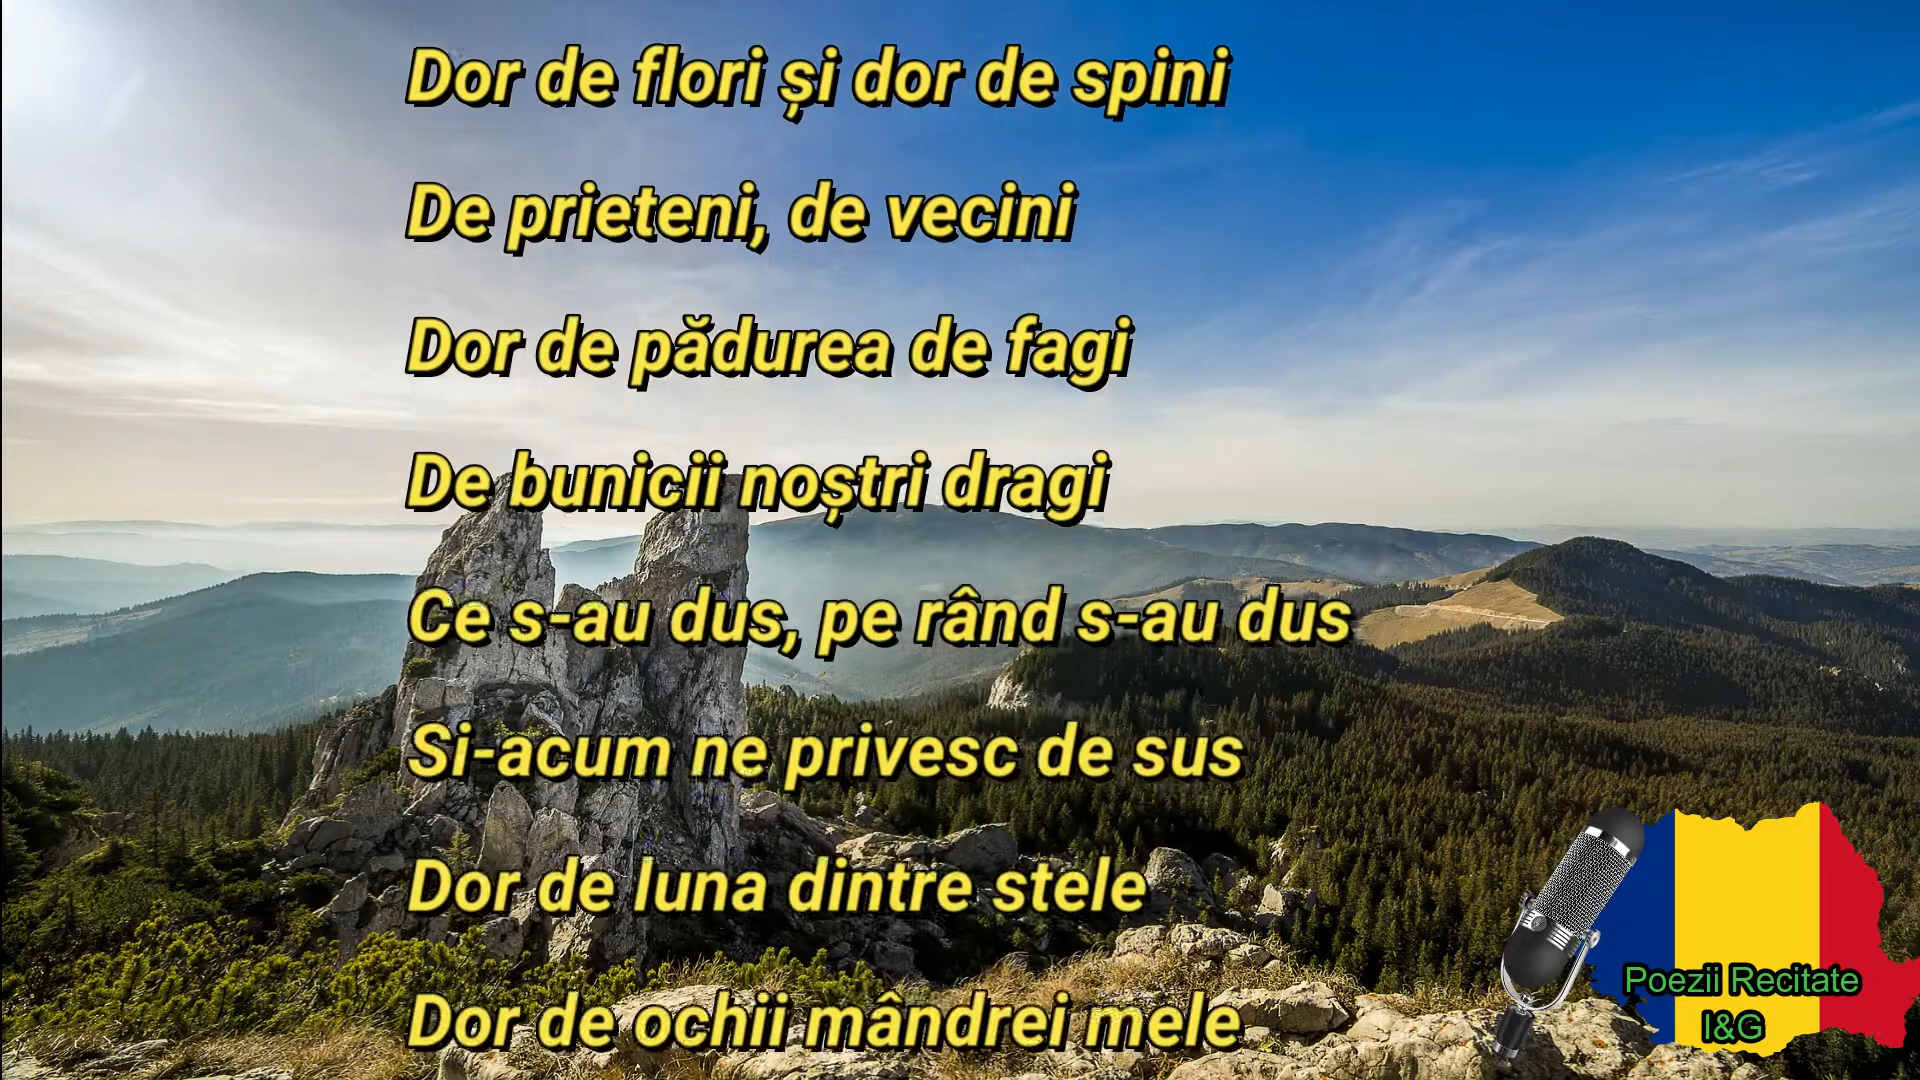 Dor de flori și dor de spini
De prieteni, de vecini
Dor de pădurea de fagi
De bunicii noștri dragi
Ce s-au dus, pe rând s-au dus
Si-acum ne privesc de sus
Dor de luna dintre stele
Dor de ochii mândrei mele
Poezii Recitate
I&G